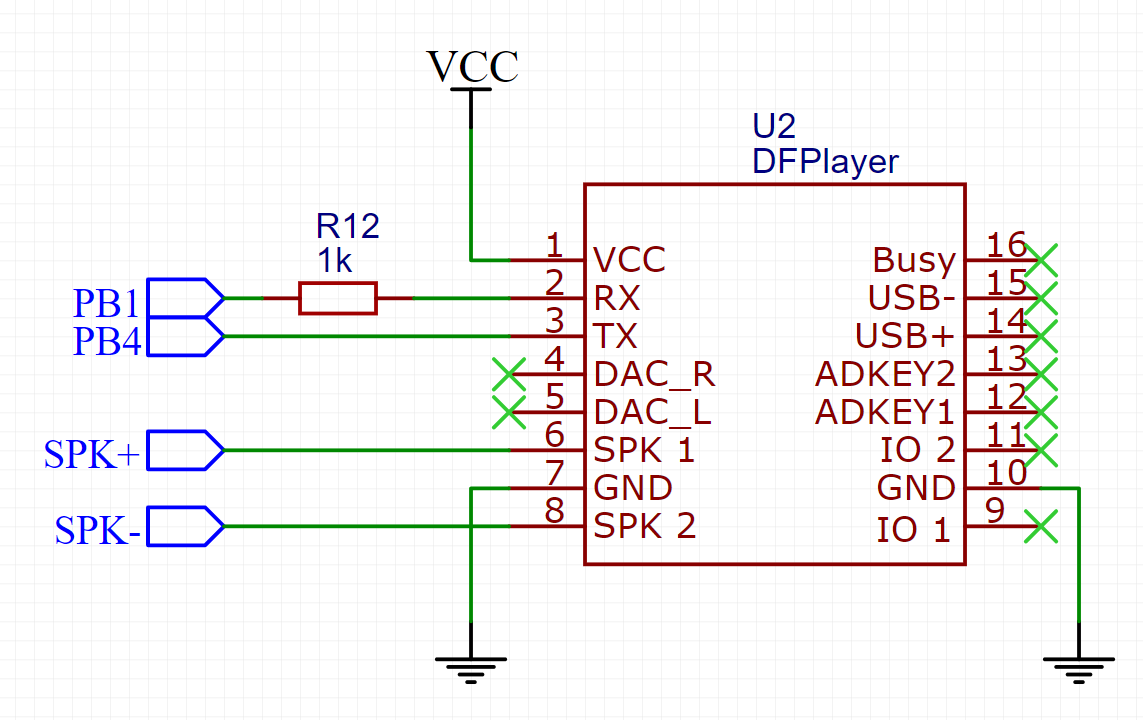 VCC
U2
DFPlayer
R12
1k
PB1
PB4
SPK+
SPK-
1 VCC
2 RX
3 TX
4 DAC_R
5 DAC_L
6 SPK 1
7 GND
8 SPK 2
Busy 16
USB- 15
USB+ 14
ADKEY2 13
ADKEY1 12
IO 2 11
GND 10
IO 1 9